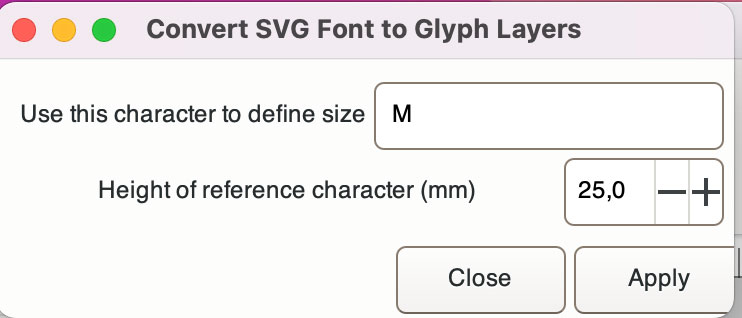 Convert SVG Font to Glyph Layers
Use this character to define size M
Height of reference character (mm) 25,0
Close Apply